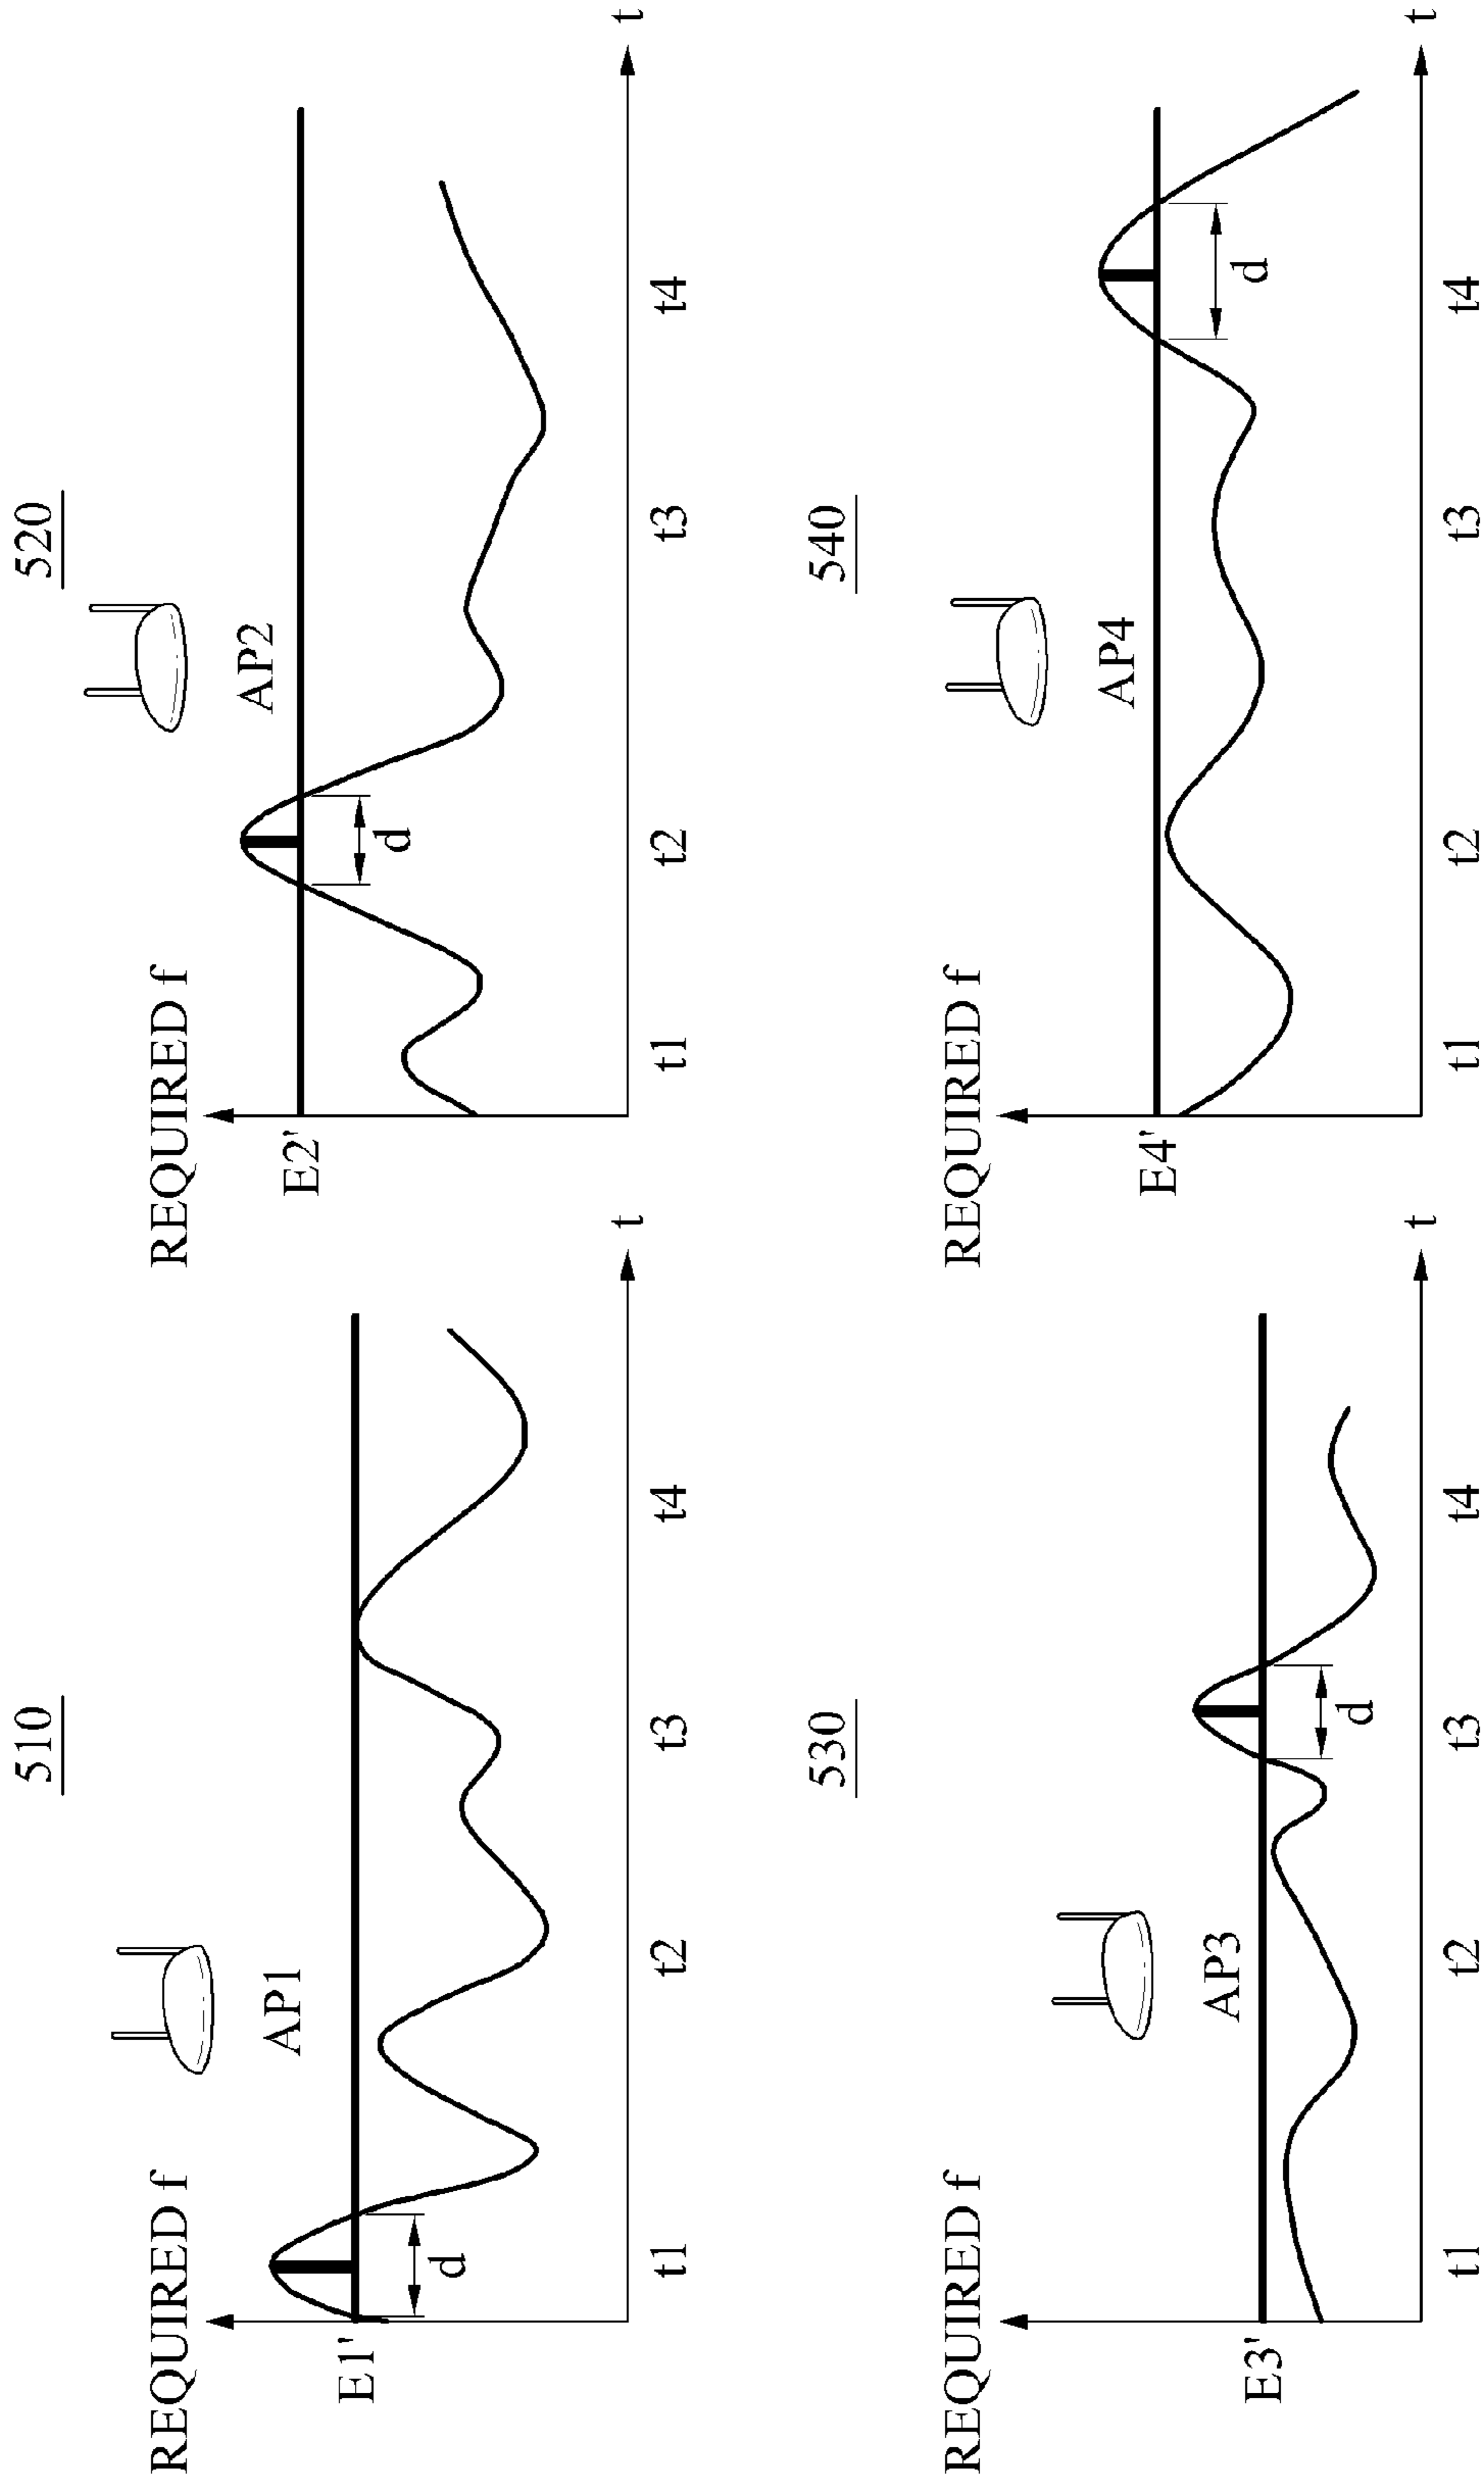 510
REQUIRED f
AP1
E1'
d
t1 t2 t3 t4 t
520
REQUIRED f
AP2
E2'
d
t1 t2 t3 t4 t
530
REQUIRED f
AP3
E3'
d
t1 t2 t3 t4 t
540
REQUIRED f
AP4
E4'
d
t1 t2 t3 t4 t